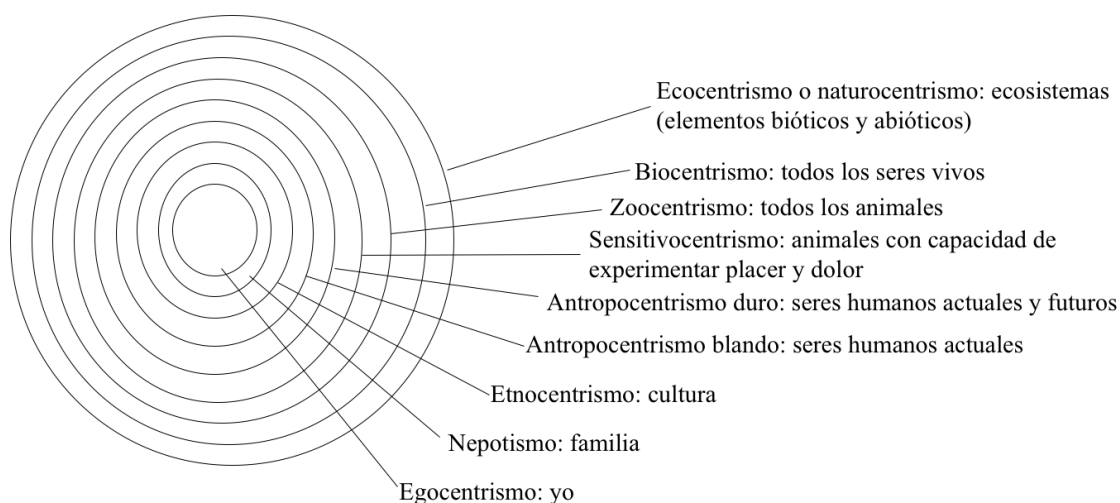 Ecocentrismo o naturocentrismo: ecosistemas
(elementos bióticos y abióticos)
Biocentrismo: todos los seres vivos
Zoocentrismo: todos los animales
Sensitivocentrismo: animales con capacidad de
experimentar placer y dolor
Antropocentrismo duro: seres humanos actuales y futuros
Antropocentrismo blando: seres humanos actuales
Etnocentrismo: cultura
Nepotismo: familia
Egocentrismo: yo